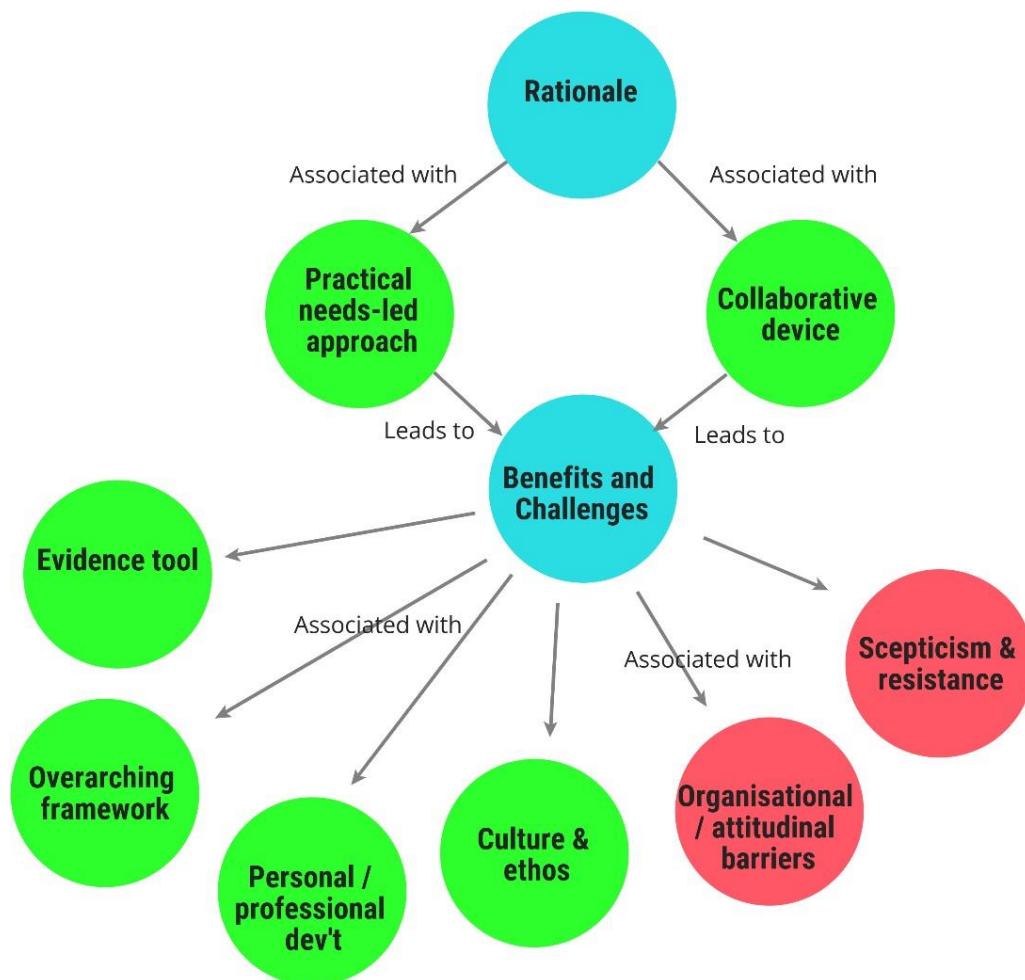 Rationale
Associated with
Associated with
Practical
needs-led
approach
Collaborative
device
Leads to
Leads to
Benefits and
Challenges
Evidence tool
Associated with
Associated with
Scepticism &
resistance
Overarching
framework
Personal /
professional
dev't
Culture &
ethos
Organisational
/ attitudinal
barriers